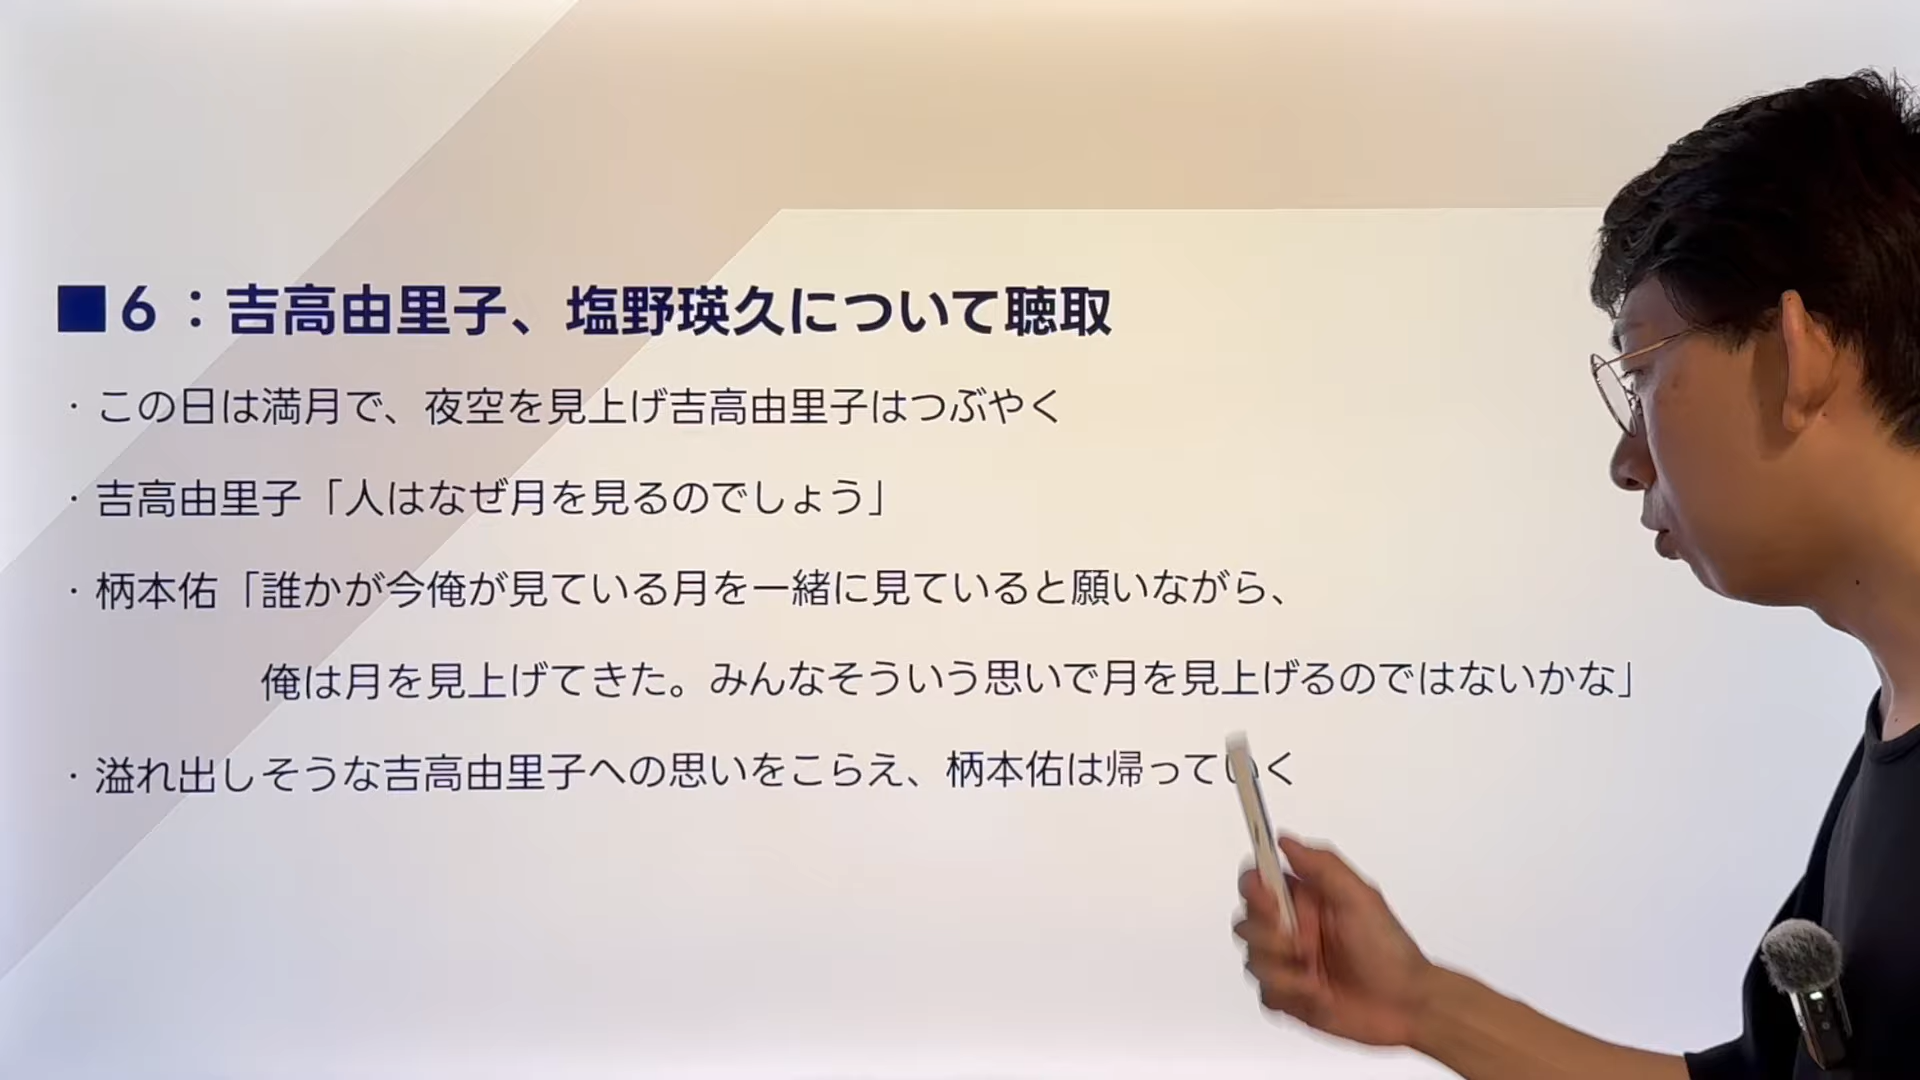 ■6：吉高由里子、塩野瑛久について聴取
・この日は満月で、夜空を見上げ吉高由里子はつぶやく
・吉高由里子「人はなぜ月を見るのでしょう」
・柄本佑「誰かが今俺が見ている月を一緒に見ていると願いながら、
俺は月を見上げてきた。みんなそういう思いで月を見上げるのではないかな」
・溢れ出しそうな吉高由里子への思いをこらえ、柄本佑は帰っていく